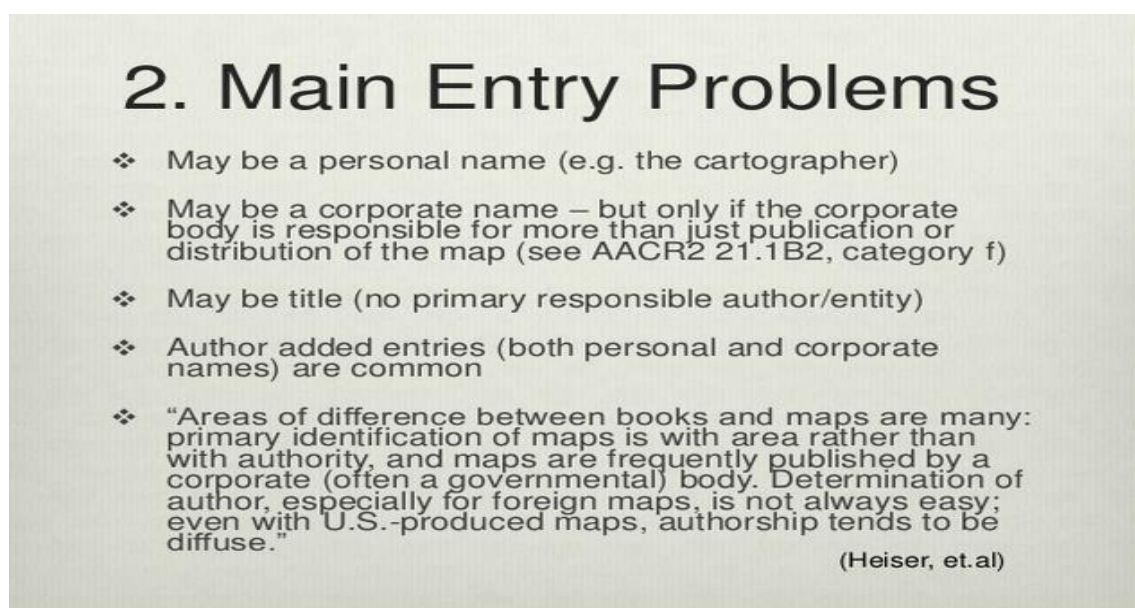 2. Main Entry Problems
❖ May be a personal name (e.g. the cartographer)
❖ May be a corporate name – but only if the corporate
body is responsible for more than just publication or
distribution of the map (see AACR2 21.1B2, category f)
❖ May be title (no primary responsible author/entity)
❖ Author added entries (both personal and corporate
names) are common
❖ “Areas of difference between books and maps are many:
primary identification of maps is with area rather than
with authority, and maps are frequently published by a
corporate (often a governmental) body. Determination of
author, especially for foreign maps, is not always easy;
even with U.S.-produced maps, authorship tends to be
diffuse.”
(Heiser, et.al)